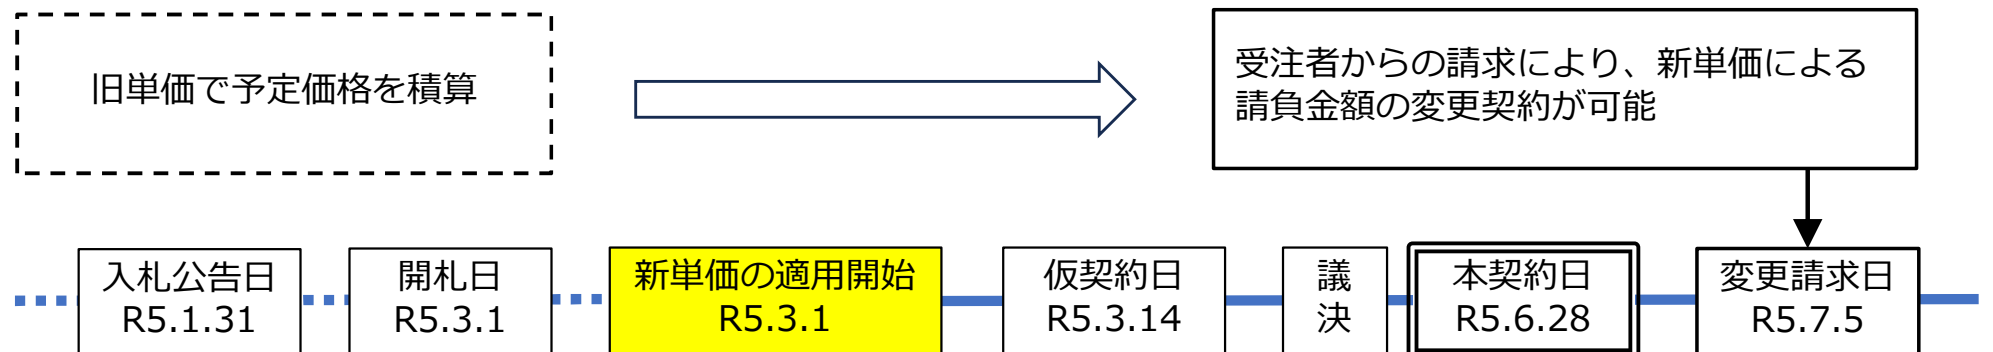 旧単価で予定価格を積算
受注者からの請求により、新単価による
請負金額の変更契約が可能
入札公告日
R5.1.31
開札日
R5.3.1
新単価の適用開始
R5.3.1
仮契約日
R5.3.14
議
決
本契約日
R5.6.28
変更請求日
R5.7.5